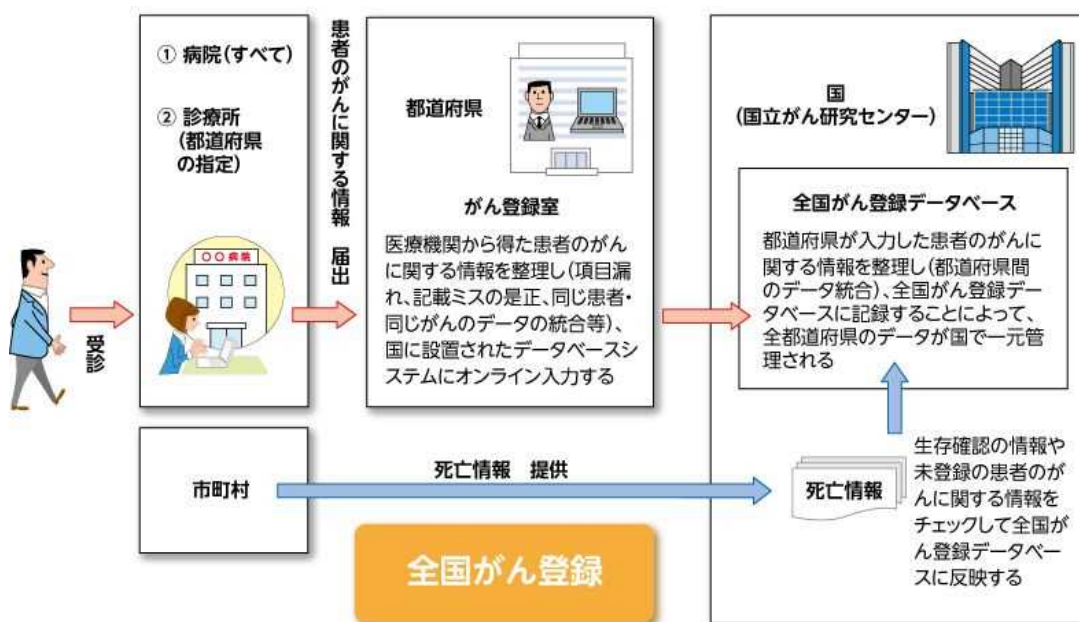 ① 病院(すべて)
② 診療所
(都道府県
の指定)
〇〇病院
受診
患者のがんに関する情報 届出
都道府県
がん登録室
医療機関から得た患者のがん
に関する情報を整理し(項目漏
れ、記載ミスの是正、同じ患者・
同じがんのデータの統合等)、
国に設置されたデータベースシ
ステムにオンライン入力する
国
(国立がん研究センター)
全国がん登録データベース
都道府県が入力した患者のがんに
関する情報を整理し(都道府県間
のデータ統合)、全国がん登録デー
タベースに記録することによって、
全都道府県のデータが国で一元管
理される
市町村
死亡情報 提供
死亡情報
生存確認の情報や
未登録の患者のが
んに関する情報を
チェックして全国が
ん登録データベー
スに反映する
全国がん登録